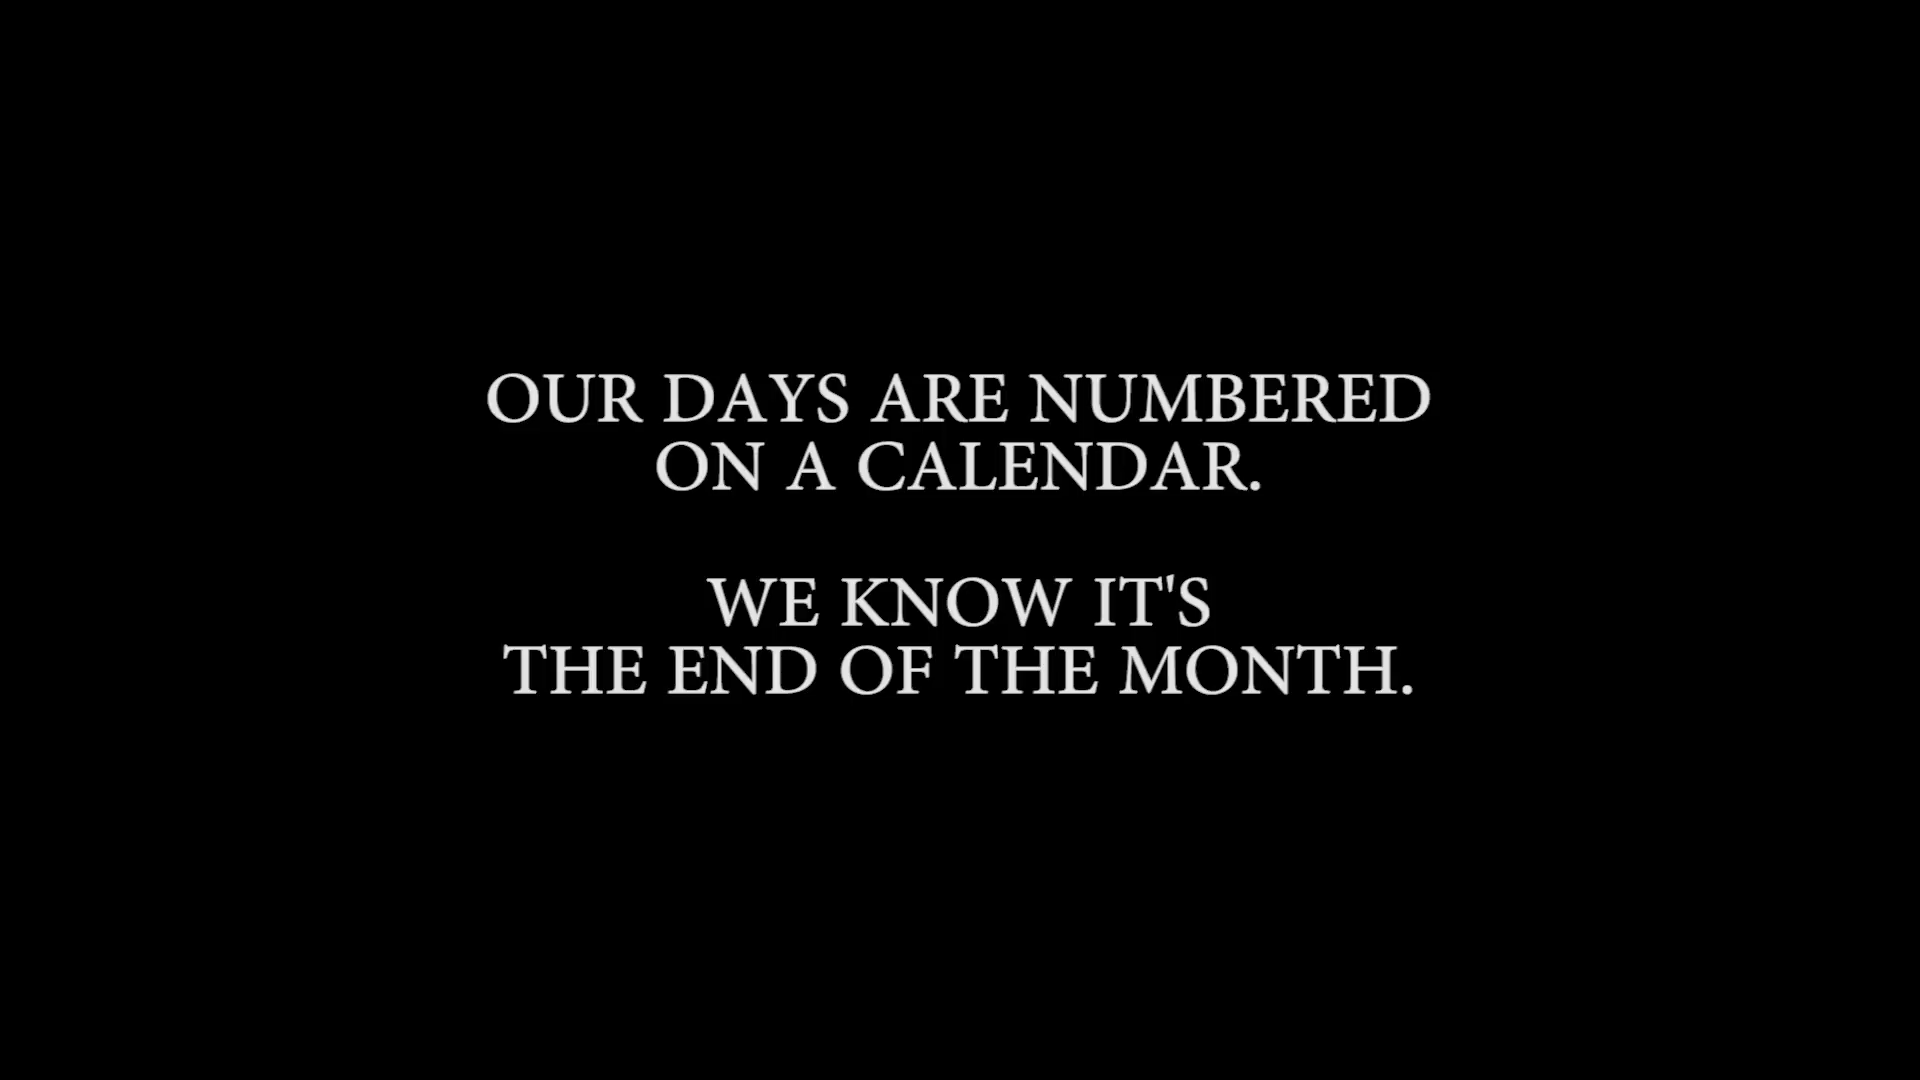 OUR DAYS ARE NUMBERED
ON A CALENDAR.
WE KNOW IT'S
THE END OF THE MONTH.